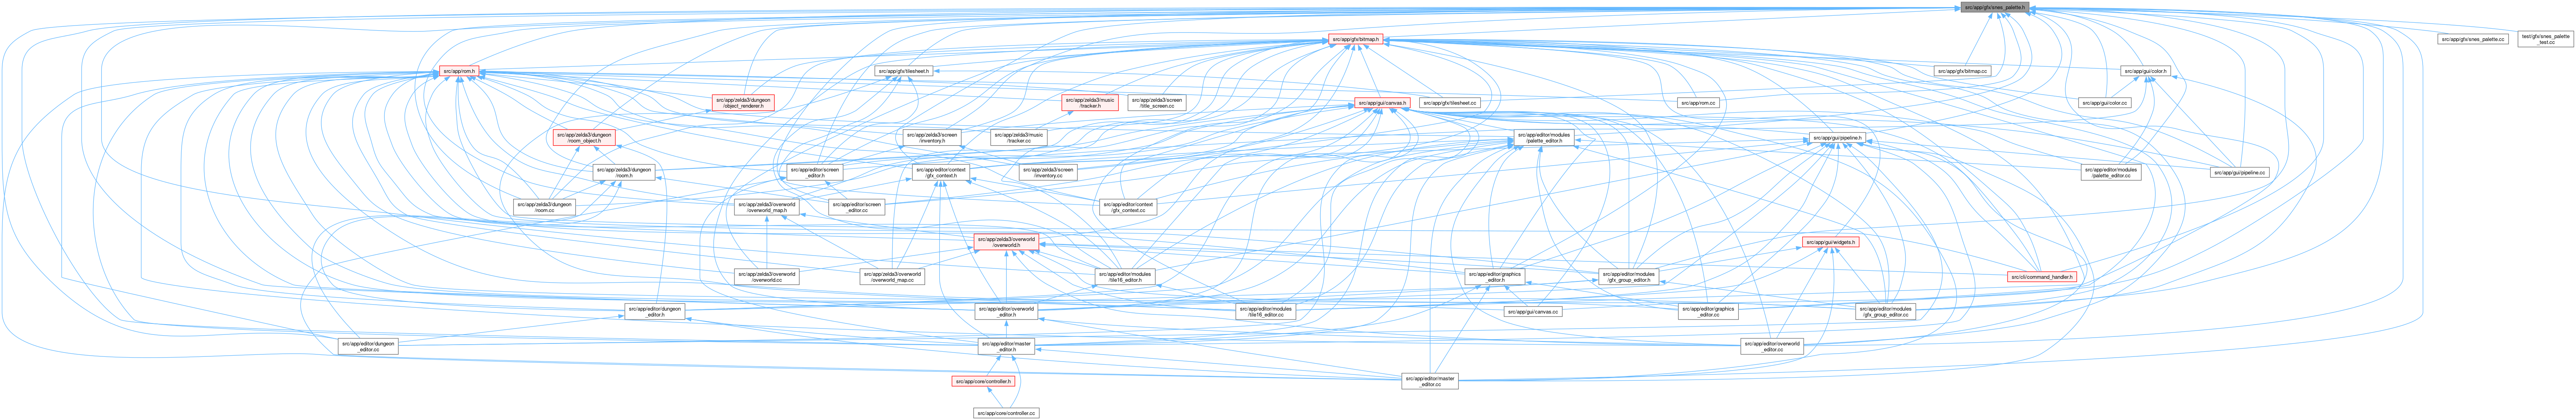 src/app/gfx/snes_palette.h
src/app/gfx/bitmap.h
src/app/gfx/snes_palette.cc
test/gfx/snes_palette
_test.cc
src/app/rom.h
src/app/gfx/tilesheet.h
src/app/gfx/bitmap.cc
src/app/gui/color.h
src/app/zelda3/dungeon
/object_renderer.h
src/app/zelda3/screen
/title_screen.cc
src/app/zelda3/music
/tracker.h
src/app/gfx/tilesheet.cc
src/app/gui/canvas.h
src/app/rom.cc
src/app/gui/color.cc
src/app/zelda3/dungeon
/room_object.h
src/app/zelda3/screen
/inventory.h
src/app/zelda3/music
/tracker.cc
src/app/editor/modules
/palette_editor.h
src/app/gui/pipeline.h
src/app/zelda3/dungeon
/room.h
src/app/editor/screen
_editor.h
src/app/editor/context
/gfx_context.h
src/app/zelda3/screen
/inventory.cc
src/app/editor/modules
/palette_editor.cc
src/app/gui/pipeline.cc
src/app/zelda3/dungeon
/room.cc
src/app/zelda3/overworld
/overworld_map.h
src/app/editor/screen
_editor.cc
src/app/editor/context
/gfx_context.cc
src/app/zelda3/overworld
/overworld.h
src/app/gui/widgets.h
src/app/zelda3/overworld
/overworld.cc
src/app/zelda3/overworld
/overworld_map.cc
src/app/editor/modules
/tile16_editor.h
src/app/editor/graphics
_editor.h
src/app/editor/modules
/gfx_group_editor.h
src/cli/command_handler.h
src/app/editor/dungeon
_editor.h
src/app/editor/overworld
_editor.h
src/app/editor/modules
/tile16_editor.cc
src/app/gui/canvas.cc
src/app/editor/graphics
_editor.cc
src/app/editor/modules
/gfx_group_editor.cc
src/app/editor/dungeon
_editor.cc
src/app/editor/master
_editor.h
src/app/editor/overworld
_editor.cc
src/app/core/controller.h
src/app/editor/master
_editor.cc
src/app/core/controller.cc